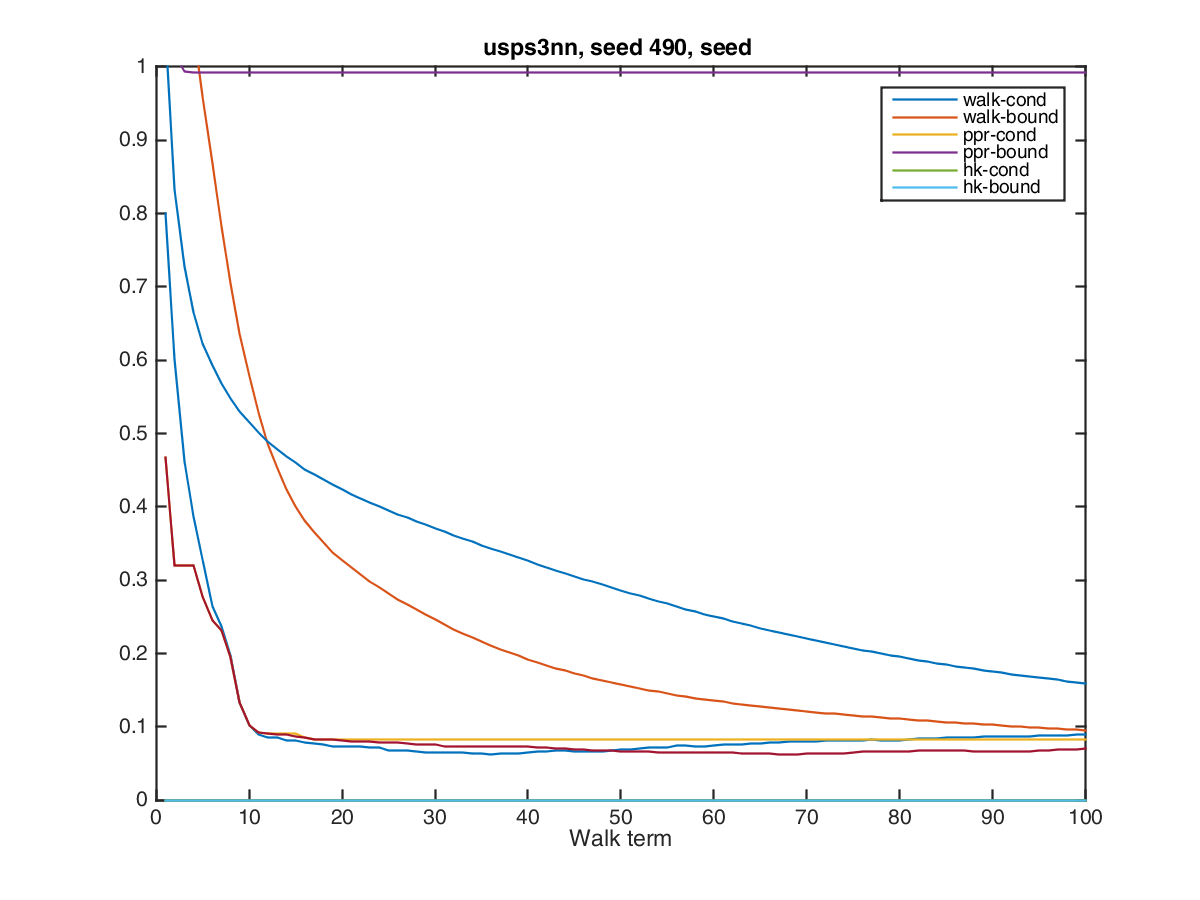 usps3nn, seed 490, seed
1
0.9
0.8
0.7
0.6
0.5
0.4
0.3
0.2
0.1
0
walk-cond
walk-bound
ppr-cond
ppr-bound
hk-cond
hk-bound
0 10 20 30 40 50 60 70 80 90 100
Walk term